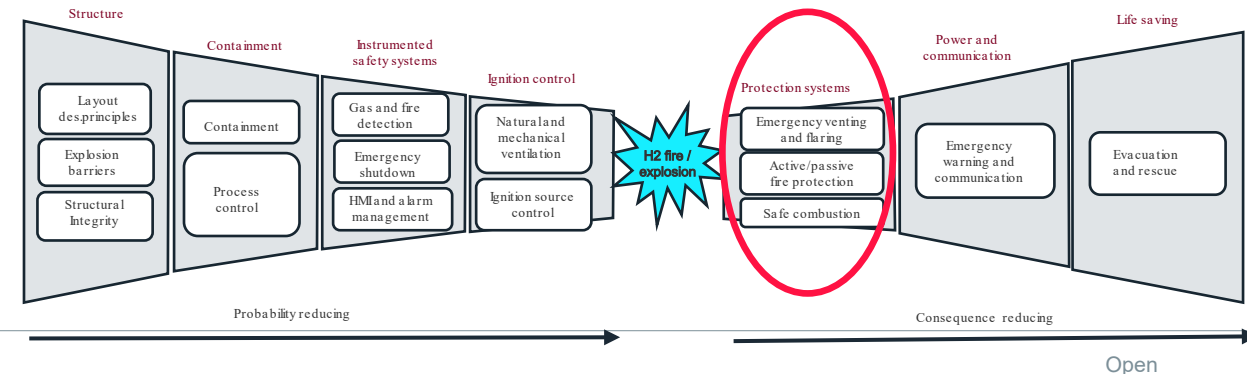 Structure
Layout
des.principles
Explosion
barriers
Structural
Integrity
Containment
Containment
Process
control
Instrumented
safety systems
Gas and fire
detection
Emergency
shutdown
HMI and alarm
management
Ignition control
Natural and
mechanical
ventilation
Ignition source
control
H2 fire /
explosion
Protection systems
Emergency venting
and flaring
Active/passive
fire protection
Safe combustion
Power and
communication
Emergency
warning and
communication
Life saving
Evacuation
and rescue
Probability reducing
Consequence reducing
Open